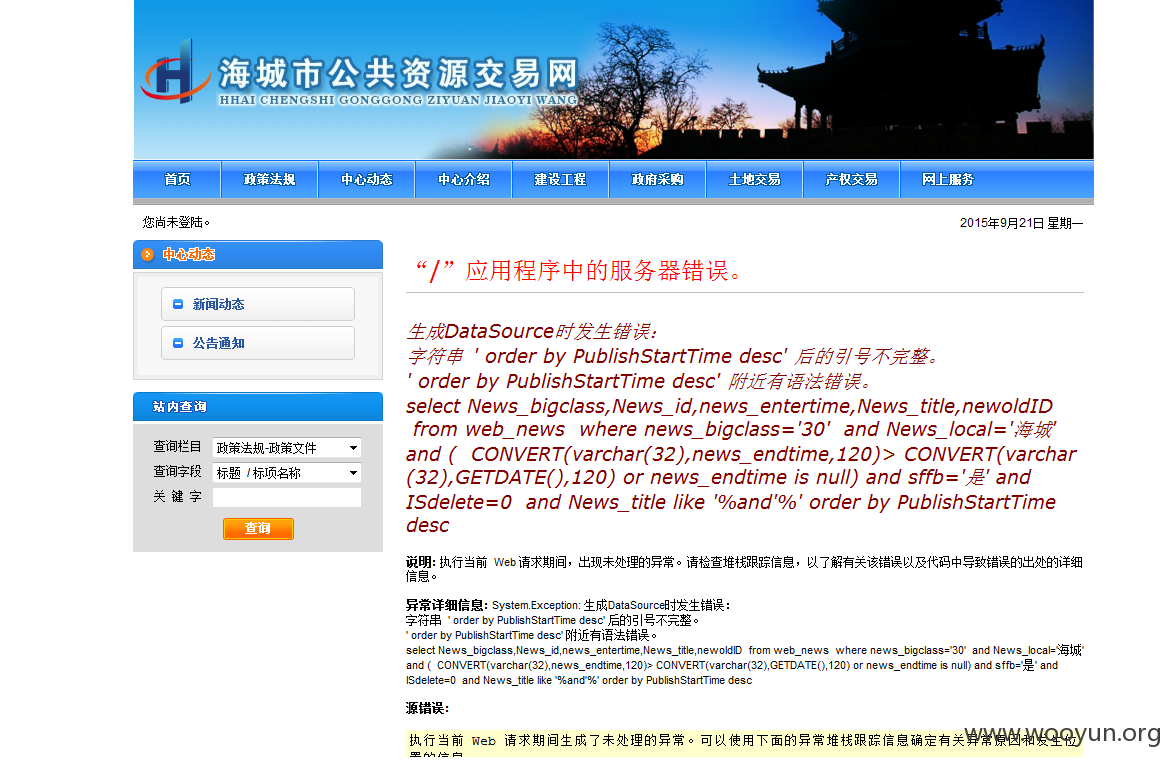 海城市公共资源交易网
HHAI CHENGSHI GONGGONG ZIYUAN JIAOYI WANG
首页 政策法规 中心动态 中心介绍 建设工程 政府采购 土地交易 产权交易 网上服务
您尚未登陆。 2015年9月21日 星期一
中心动态
新闻动态
公告通知
站内查询
查询栏目 政策法规-政策文件
查询字段 标题 / 标项名称
关 键 字
查询
“/”应用程序中的服务器错误。
生成DataSource时发生错误：
字符串 ' order by PublishStartTime desc' 后的引号不完整。
' order by PublishStartTime desc' 附近有语法错误。
select News_bigclass,News_id,news_entertime,News_title,newoldID
from web_news where news_bigclass='30' and News_local='海城'
and ( CONVERT(varchar(32),news_endtime,120)> CONVERT(varchar
(32),GETDATE(),120) or news_endtime is null) and sffb='是' and
ISdelete=0 and News_title like '%and'%' order by PublishStartTime
desc
说明: 执行当前 Web 请求期间，出现未处理的异常。请检查堆栈跟踪信息，以了解有关该错误以及代码中导致错误的出处的详细
信息。
异常详细信息: System.Exception: 生成DataSource时发生错误：
字符串 ' order by PublishStartTime desc' 后的引号不完整。
' order by PublishStartTime desc' 附近有语法错误。
select News_bigclass,News_id,news_entertime,News_title,newoldID from web_news where news_bigclass='30' and News_local='海城'
and ( CONVERT(varchar(32),news_endtime,120)> CONVERT(varchar(32),GETDATE(),120) or news_endtime is null) and sffb='是' and
ISdelete=0 and News_title like '%and'%' order by PublishStartTime desc
源错误:
执行当前 Web 请求期间生成了未处理的异常。可以使用下面的异常堆栈跟踪信息确定有关异常原因和发生位
置的信息
www.wooyun.org